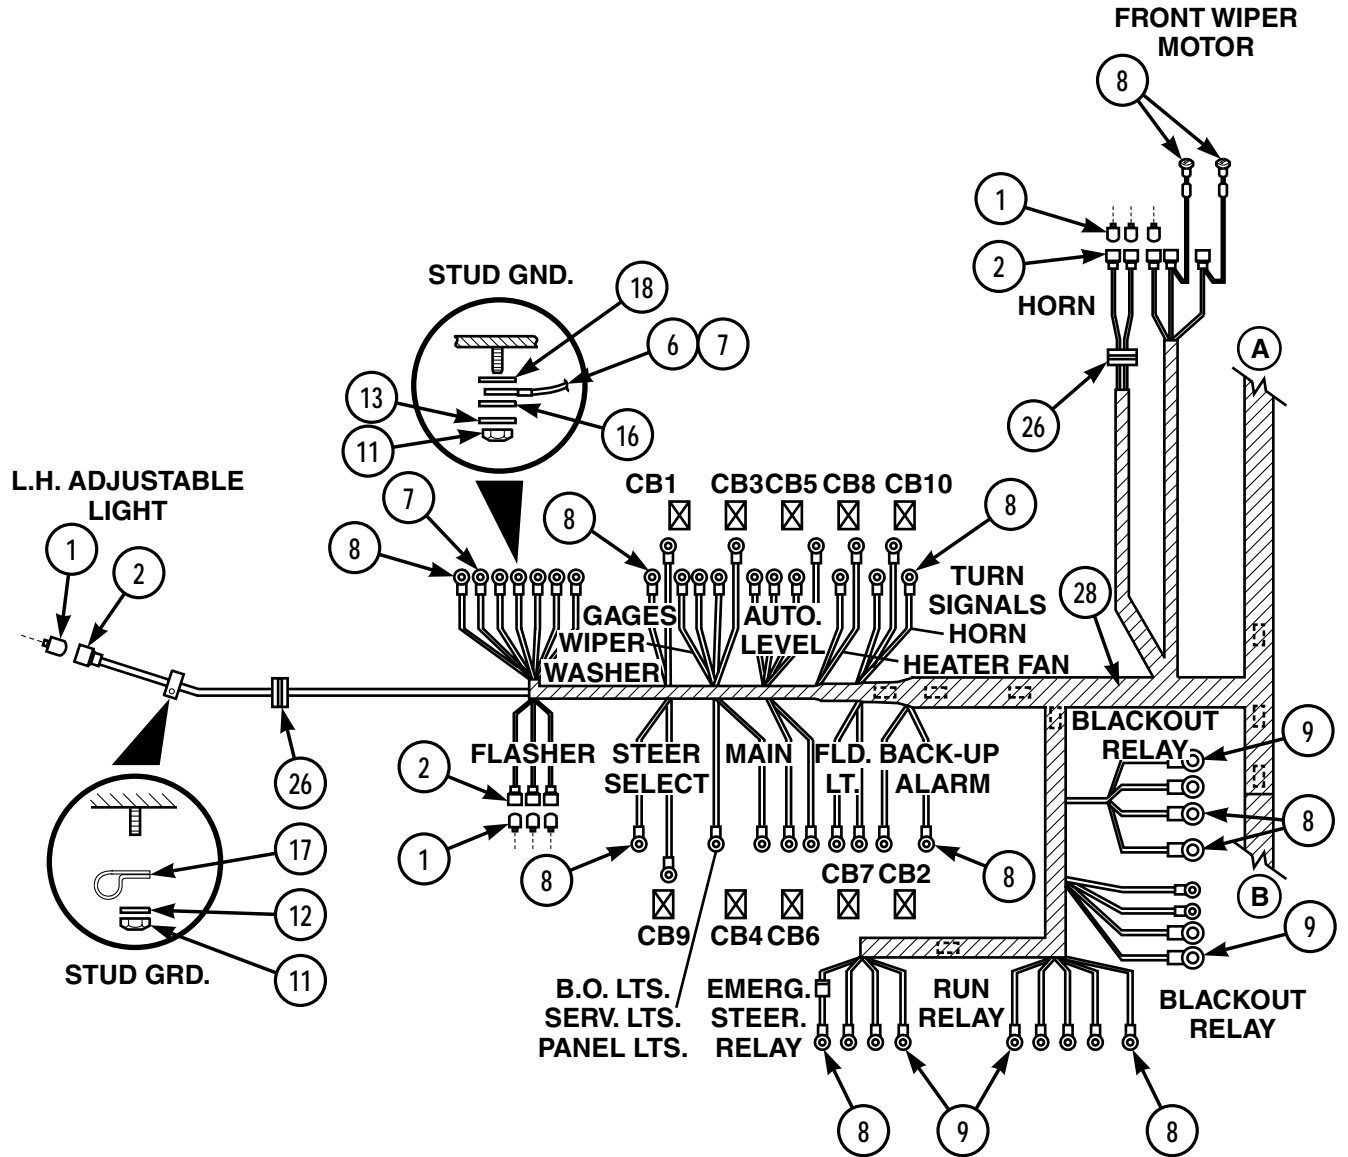 FRONT WIPER
MOTOR
8
1
2
HORN
STUD GND.
18
6 7
13
11
16
26
A
L.H. ADJUSTABLE
LIGHT
1
2
8
7
8
CB1 CB3 CB5 CB8 CB10
8
GAGES
WIPER
WASHER
AUTO.
LEVEL
TURN
SIGNALS
HORN
HEATER FAN
28
26
FLASHER
2
1
STEER
SELECT
MAIN
FLD.
LT.
BACK-UP
ALARM
BLACKOUT
RELAY
9
8
8
8
CB7 CB2
CB9 CB4 CB6
B
9
17
12
11
STUD GRD.
B.O. LTS.
SERV. LTS.
PANEL LTS.
EMERG.
STEER.
RELAY
RUN
RELAY
BLACKOUT
RELAY
8
9
8